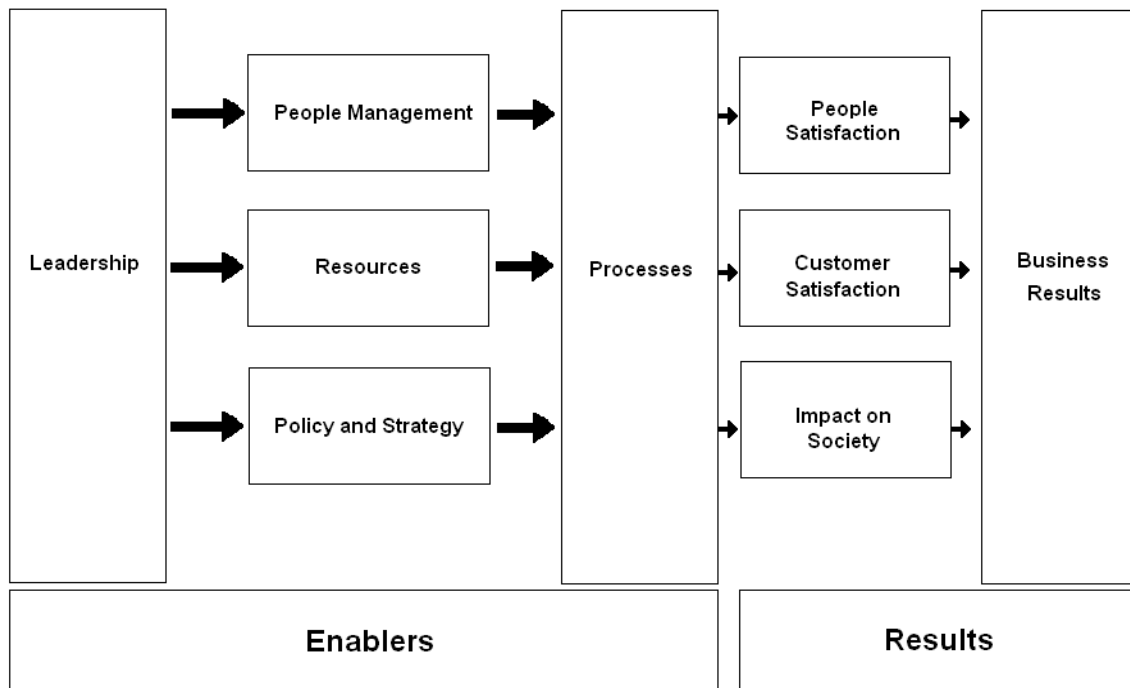 People Management
People
Satisfaction
Leadership
Resources
Processes
Customer
Satisfaction
Business
Results
Policy and Strategy
Impact on
Society
Enablers
Results